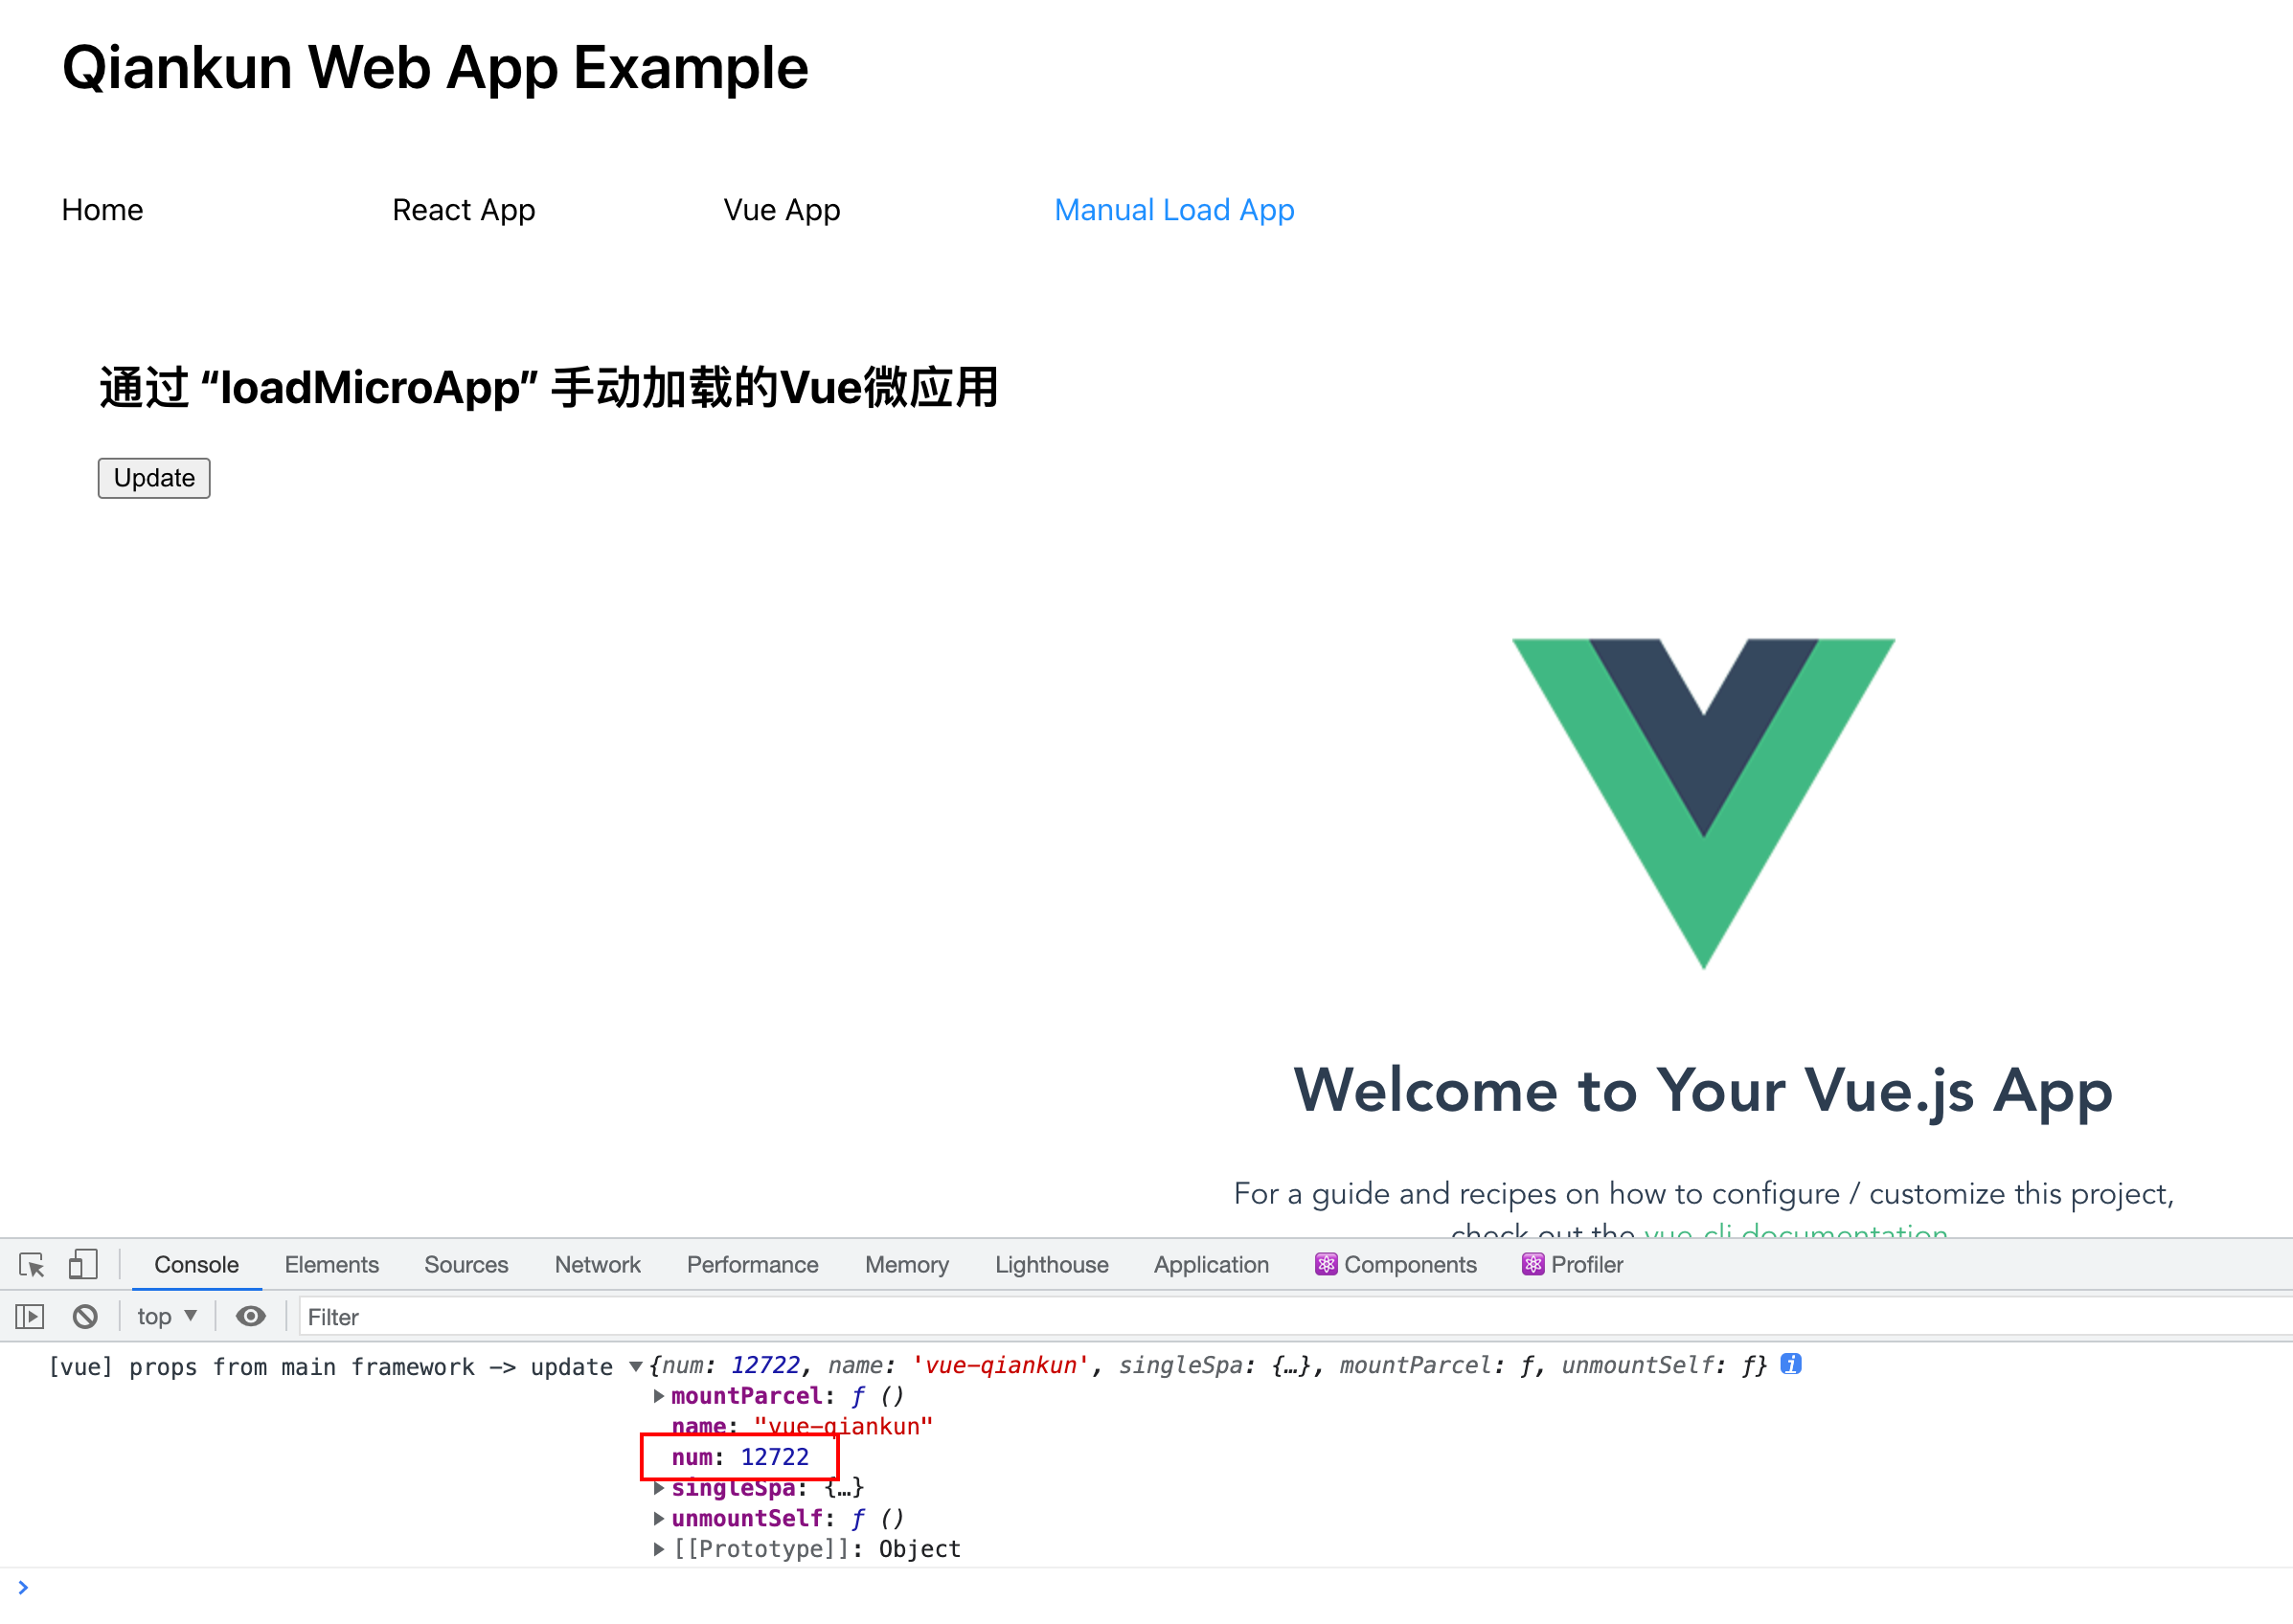 Qiankun Web App Example
Home React App Vue App Manual Load App
通过 “loadMicroApp” 手动加载的Vue微应用
Update
Welcome to Your Vue.js App
For a guide and recipes on how to configure / customize this project,
check out the vue-cli documentation
Console Elements Sources Network Performance Memory Lighthouse Application Components Profiler
top Filter
[vue] props from main framework -> update {num: 12722, name: 'vue-qiankun', singleSpa: {…}, mountParcel: ƒ, unmountSelf: ƒ} i
mountParcel: ƒ ()
name: "vue-qiankun"
num: 12722
singleSpa: {…}
unmountSelf: ƒ ()
[[Prototype]]: Object